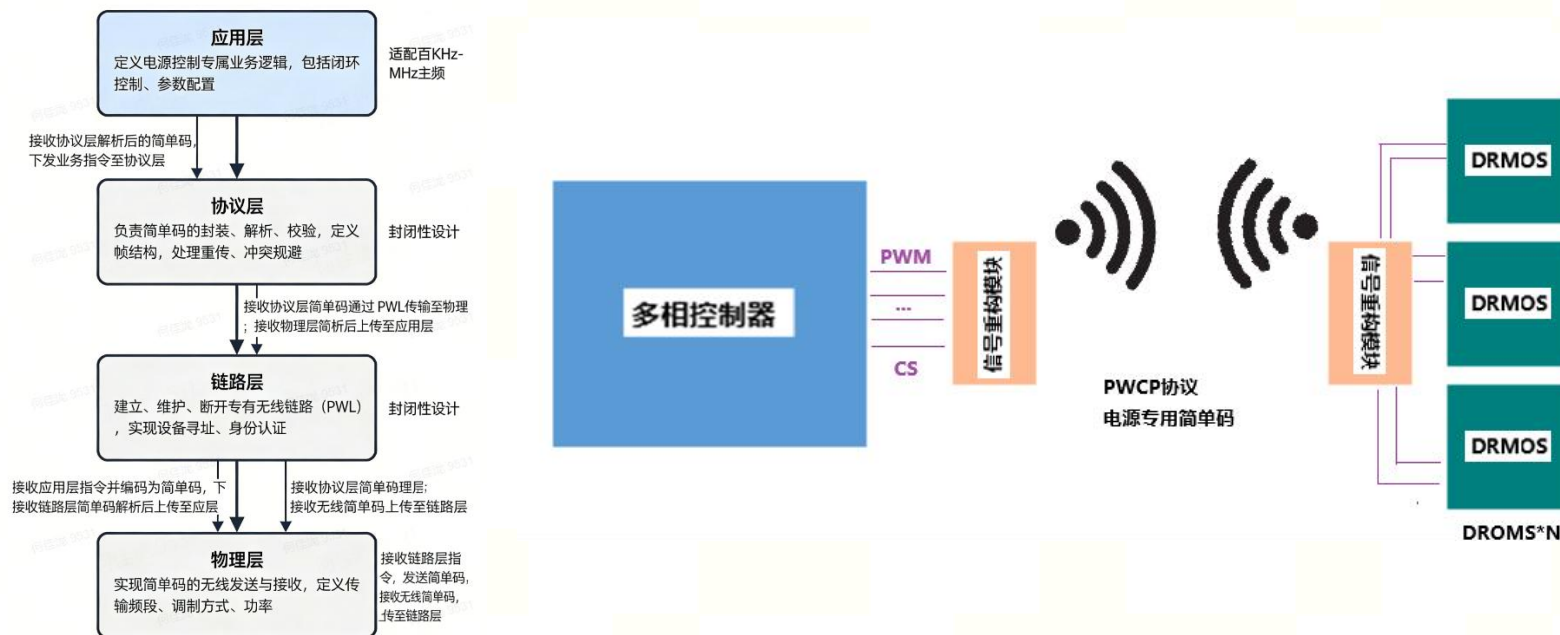 应用层
定义电源控制专属业务逻辑，包括闭环
控制、参数配置
适配百KHz-
MHz主频
接收协议层解析后的简单码，
下发业务指令至协议层
协议层
负责简单码的封装、解析、校验，定义
帧结构，处理重传、冲突规避
封闭性设计
接收协议层简单码通过 PWL传输至物理
；接收物理层简析后上传至应用层
链路层
建立、维护、断开专有无线链路（PWL）
，实现设备寻址、身份认证
封闭性设计
接收应用层指令并编码为简单码，下
接收链路层简单码解析后上传至应层
接收协议层简单码理层;
接收无线简单码上传至链路层
物理层
实现简单码的无线发送与接收，定义传
输频段、调制方式、功率
接收链路层指
令，发送简单码，
接收无线简单码，
上传至链路层
多相控制器
PWM
...
CS
信号重构模块
PWCP协议
电源专用简单码
信号重构模块
DRMOS
DRMOS
DRMOS
DROMS*N